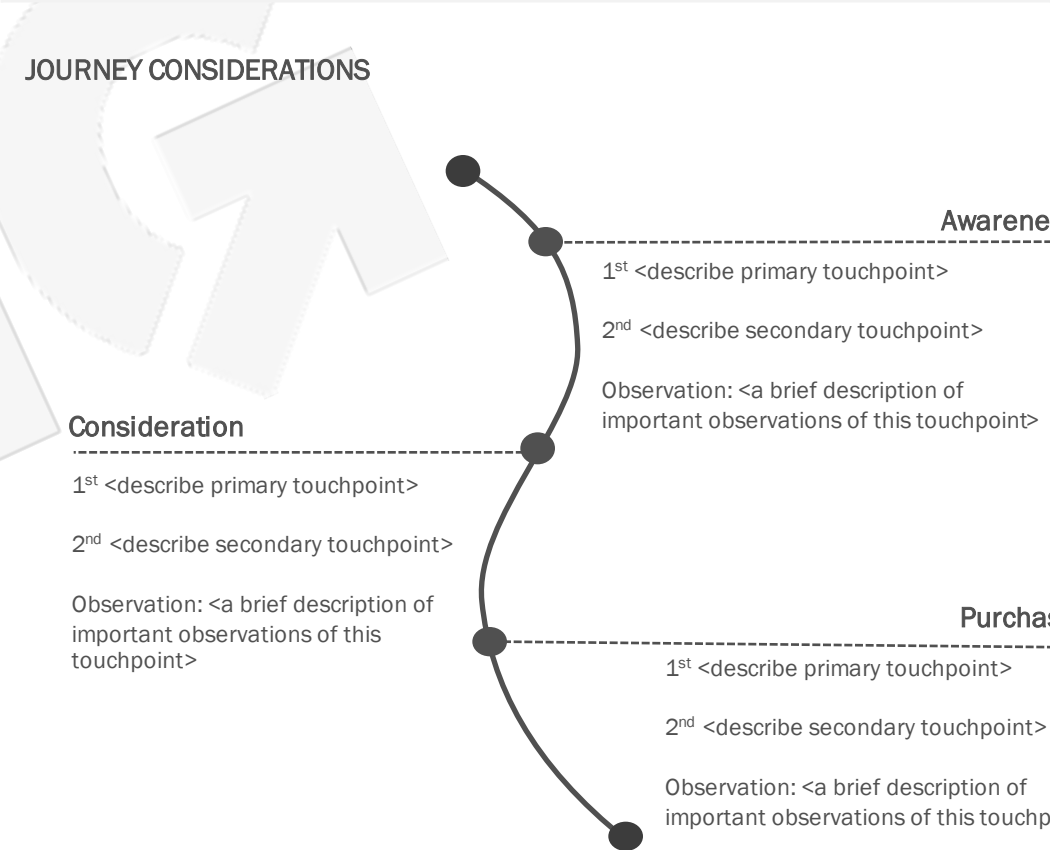 JOURNEY CONSIDERATIONS
Awarene
1st <describe primary touchpoint>
2nd <describe secondary touchpoint>
Observation: <a brief description of
important observations of this touchpoint>
Consideration
1st <describe primary touchpoint>
2nd <describe secondary touchpoint>
Observation: <a brief description of
important observations of this
touchpoint>
Purchas
1st <describe primary touchpoint>
2nd <describe secondary touchpoint>
Observation: <a brief description of
important observations of this touchp